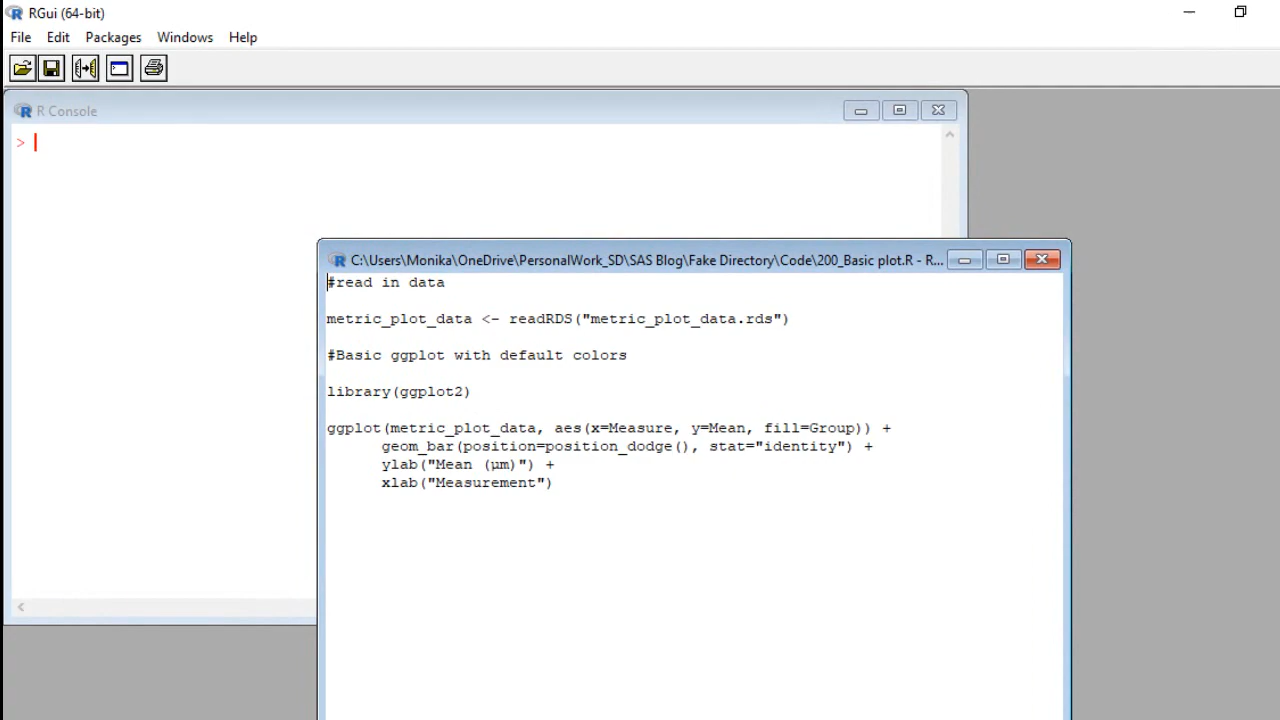 RGui (64-bit)
File Edit Packages Windows Help
R Console
>
C:\Users\Monika\OneDrive\PersonalWork_SD\SAS Blog\Fake Directory\Code\200_Basic plot.R - R...
#read in data
metric_plot_data <- readRDS("metric_plot_data.rds")
#Basic ggplot with default colors
library(ggplot2)
ggplot(metric_plot_data, aes(x=Measure, y=Mean, fill=Group)) +
geom_bar(position=position_dodge(), stat="identity") +
ylab("Mean (µm)") +
xlab("Measurement")